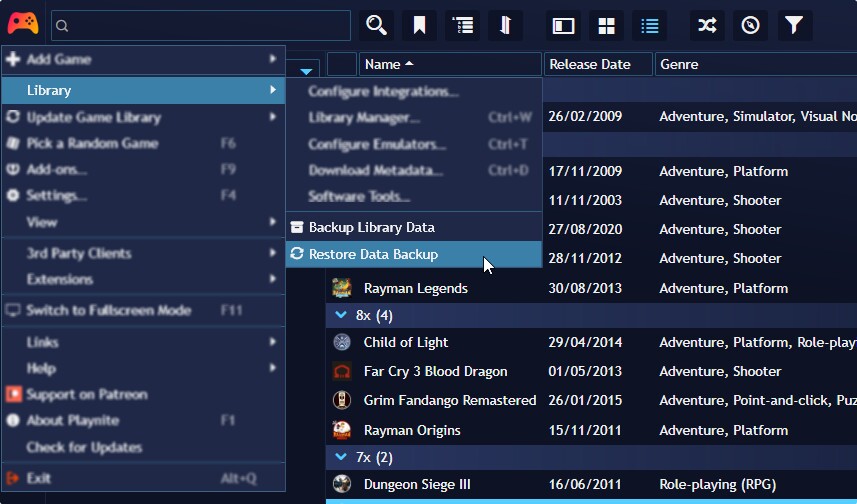 Name Release Date Genre
Add Game
Library
Update Game Library
Pick a Random Game F6
Add-ons... F9
Settings... F4
View
3rd Party Clients
Extensions
Switch to Fullscreen Mode F11
Links
Help
Support on Patreon
About Playnite F1
Check for Updates
Exit Alt+Q
Configure Integrations...
Library Manager... Ctrl+W
Configure Emulators... Ctrl+T
Download Metadata... Ctrl+D
Software Tools...
Backup Library Data
Restore Data Backup
26/02/2009 Adventure, Simulator, Visual No
17/11/2009 Adventure, Platform
11/11/2003 Adventure, Shooter
27/08/2020 Adventure, Shooter
28/11/2012 Adventure, Shooter
Rayman Legends 30/08/2013 Adventure, Platform
8x (4)
Child of Light 29/04/2014 Adventure, Platform, Role-play
Far Cry 3 Blood Dragon 01/05/2013 Adventure, Shooter
Grim Fandango Remastered 26/01/2015 Adventure, Point-and-click, Puz
Rayman Origins 15/11/2011 Adventure, Platform
7x (2)
Dungeon Siege III 16/06/2011 Role-playing (RPG)